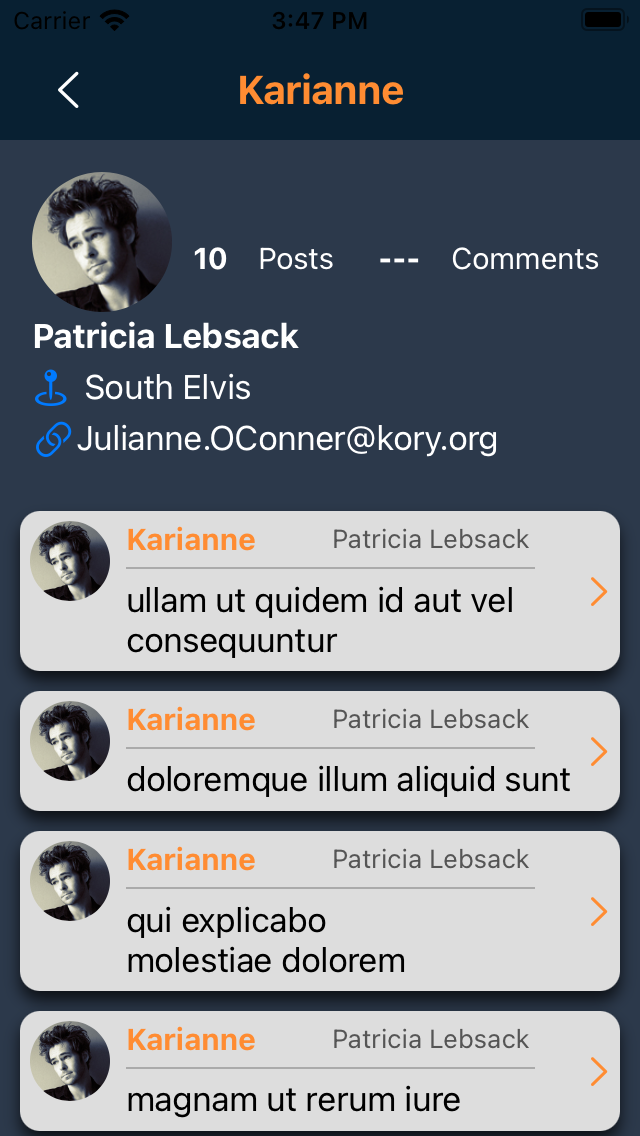 Carrier 3:47 PM
Karianne
10 Posts --- Comments
Patricia Lebsack
South Elvis
Julianne.OConner@kory.org
Karianne Patricia Lebsack
ullam ut quidem id aut vel
consequuntur
Karianne Patricia Lebsack
doloremque illum aliquid sunt
Karianne Patricia Lebsack
qui explicabo
molestiae dolorem
Karianne Patricia Lebsack
magnam ut rerum iure